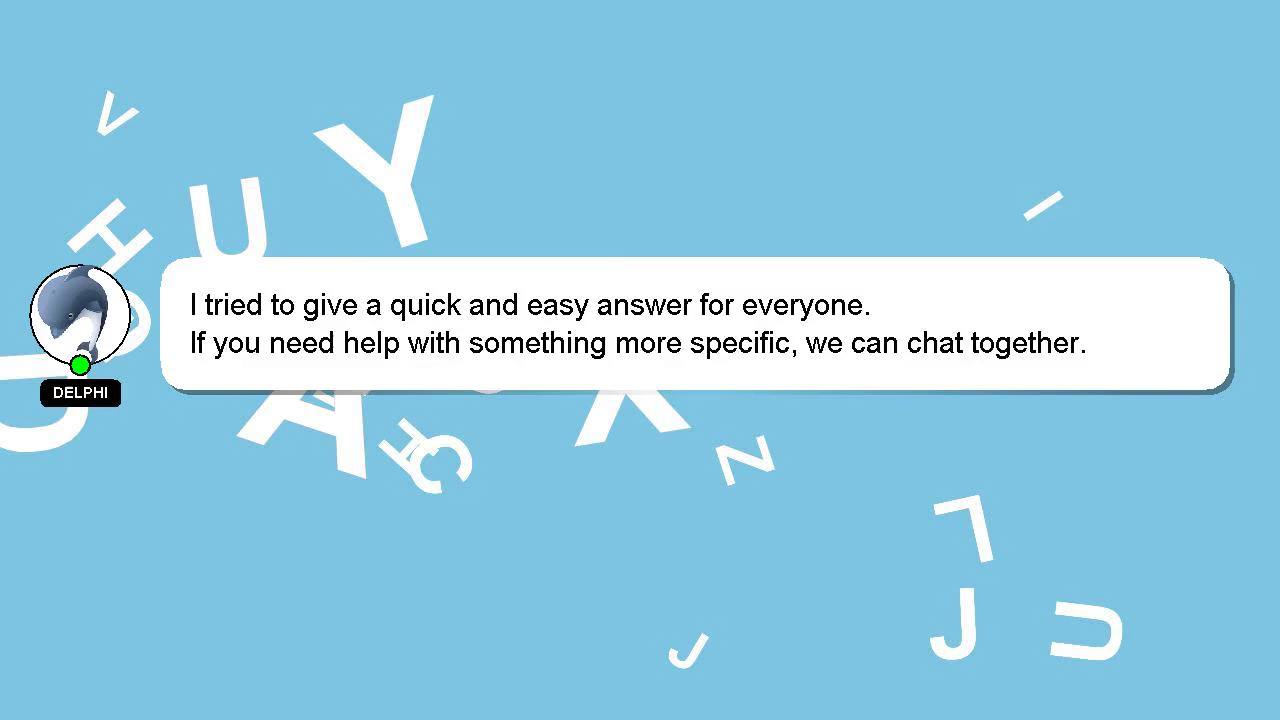 V
Y
H
U
I
I tried to give a quick and easy answer for everyone.
If you need help with something more specific, we can chat together.
DELPHI
A
H
C
X
N
L
J
U
J